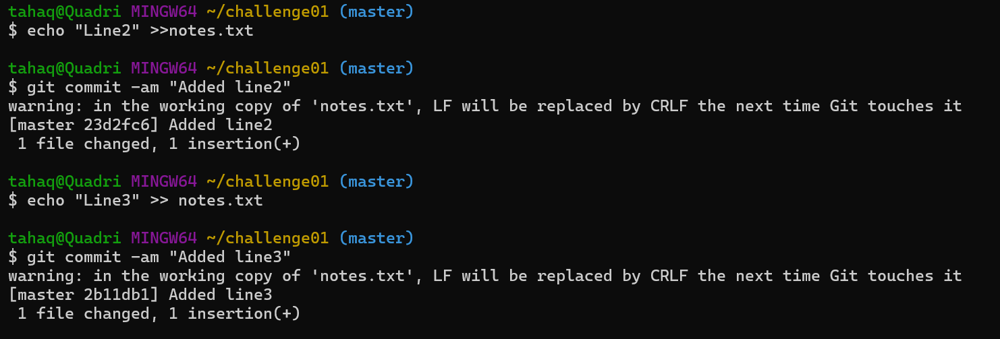 tahaq@Quadri MINGW64 ~/challenge01 (master)
$ echo "Line2" >>notes.txt
tahaq@Quadri MINGW64 ~/challenge01 (master)
$ git commit -am "Added line2"
warning: in the working copy of 'notes.txt', LF will be replaced by CRLF the next time Git touches it
[master 23d2fc6] Added line2
 1 file changed, 1 insertion(+)
tahaq@Quadri MINGW64 ~/challenge01 (master)
$ echo "Line3" >> notes.txt
tahaq@Quadri MINGW64 ~/challenge01 (master)
$ git commit -am "Added line3"
warning: in the working copy of 'notes.txt', LF will be replaced by CRLF the next time Git touches it
[master 2b11db1] Added line3
 1 file changed, 1 insertion(+)